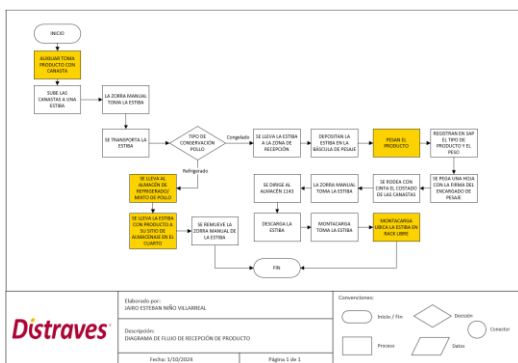 INICIO
AUXILIAR TOMA
PRODUCTO CON
CANASTA
SUBE LAS
CANASTAS A UNA
ESTIBA
LA ZORRA MANUAL
TOMA LA ESTIBA
SE TRANSPORTA LA
ESTIBA
TIPO DE
CONSERVACIÓN
POLLO
Congelado
Refrigerado
SE LLEVA LA ESTIBA
A LA ZONA DE
RECEPCIÓN
DEPOSITAN LA
ESTIBA EN LA
BÁSCULA DE PESAJE
PESAN EL
PRODUCTO
REGISTRAN EN SAP
EL TIPO DE
PRODUCTO Y EL
PESO
SE PEGA UNA HOJA
CON LA FIRMA DEL
ENCARGADO DE
PESAJE
SE RODEA CON
CINTA EL COSTADO
DE LAS CANASTAS
LA ZORRA MANUAL
TOMA LA ESTIBA
SE DIRIGE AL
ALMACÉN 1143
DESCARGA LA
ESTIBA
MONTACARGA
TOMA LA ESTIBA
MONTACARGA
UBICA LA ESTIBA EN
RACK LIBRE
SE LLEVA AL
ALMACÉN DE
REFRIGERADO/
MIXTO DE POLLO
SE LLEVA LA ESTIBA
CON PRODUCTO A
SU SITIO DE
ALMACENAJE EN EL
CUARTO
SE REMUEVE LA
ZORRA MANUAL DE
LA ESTIBA
FIN
Distraves
Elaborado por:
JAIRO ESTEBAN NIÑO VILLARREAL
Descripción:
DIAGRAMA DE FLUJO DE RECEPCIÓN DE PRODUCTO
Fecha: 1/10/2024
Página 1 de 1
Convenciones:
Inicio / Fin
Decisión
Conector
Proceso
Datos